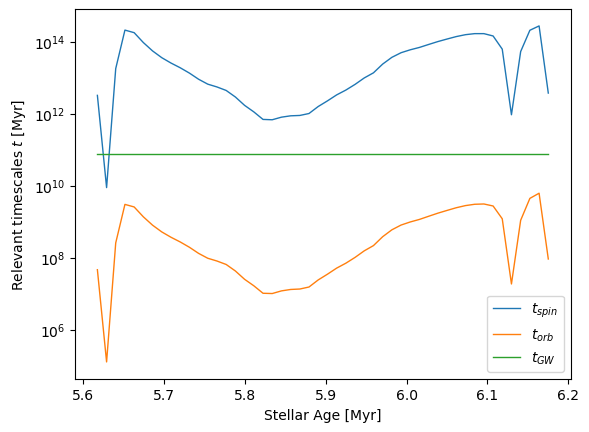 Relevant timescales t [Myr]
10^14
10^12
10^10
10^8
10^6
t_spin
t_orb
t_GW
5.6 5.7 5.8 5.9 6.0 6.1 6.2
Stellar Age [Myr]